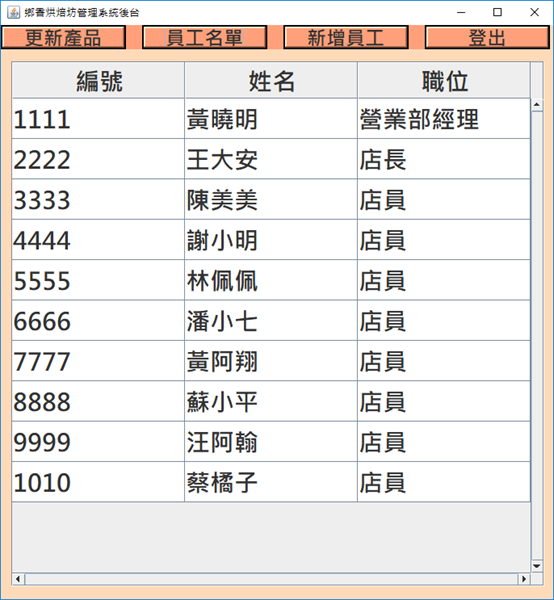 鄉香烘焙坊管理系統後台
更新產品 員工名單 新增員工 登出
編號 姓名 職位
1111 黃曉明 營業部經理
2222 王大安 店長
3333 陳美美 店員
4444 謝小明 店員
5555 林佩佩 店員
6666 潘小七 店員
7777 黃阿翔 店員
8888 蘇小平 店員
9999 汪阿翰 店員
1010 蔡橘子 店員